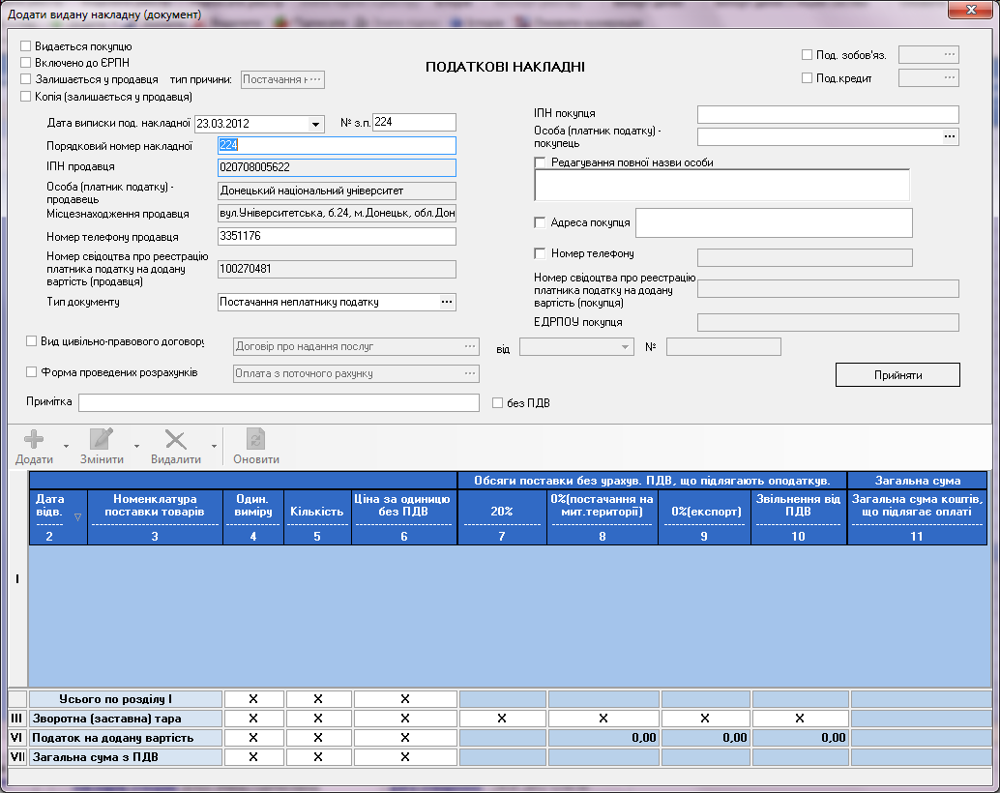 Додати видану накладну (документ)
Видається покупцю
Включено до ЄРПН
Залишається у продавця тип причини: Постачання н ...
Копія (залишається у продавця)
ПОДАТКОВІ НАКЛАДНІ
Под. зобов'яз. ...
Под.кредит ...
Дата виписки под. накладної 23.03.2012 № з.п. 224
Порядковий номер накладної 224
ІПН продавця 020708005622
Особа (платник податку) -
продавець Донецький національний університет
Місцезнаходження продавця вул.Університетська, б.24, м.Донецьк, обл.Дон
Номер телефону продавця 3351176
Номер свідоцтва про реестрацію
платника податку на додану
вартість (продавця) 100270481
Тип документу Постачання неплатнику податку ...
ІПН покупця
Особа (платник податку) -
покупець ...
Редагування повної назви особи
Адреса покупця
Номер телефону
Номер свідоцтва про реестрацію
платника податку на додану
вартість (покупця)
ЕДРПОУ покупця
Вид цивільно-правового договору Договір про надання послуг ... від №
Форма проведених розрахунків Оплата з поточного рахунку ...
Прийняти
Примітка без ПДВ
Додати Змінити Видалити Оновити
Обсяги поставки без урахув. ПДВ, що підлягають оподаткув. Загальна сума
Дата
відв.
2
Номенклатура
поставки товарів
3
Один.
виміру
4
Кількість
5
Ціна за одиницю
без ПДВ
6
20%
7
0%(постачання на
мит.території)
8
0%(експорт)
9
Звільнення від
ПДВ
10
Загальна сума коштів,
що підлягає оплаті
11
I
Усього по розділу I X X X
III Зворотна (заставна) тара X X X X X X X
VI Податок на додану вартість X X X 0,00 0,00 0,00
VII Загальна сума з ПДВ X X X